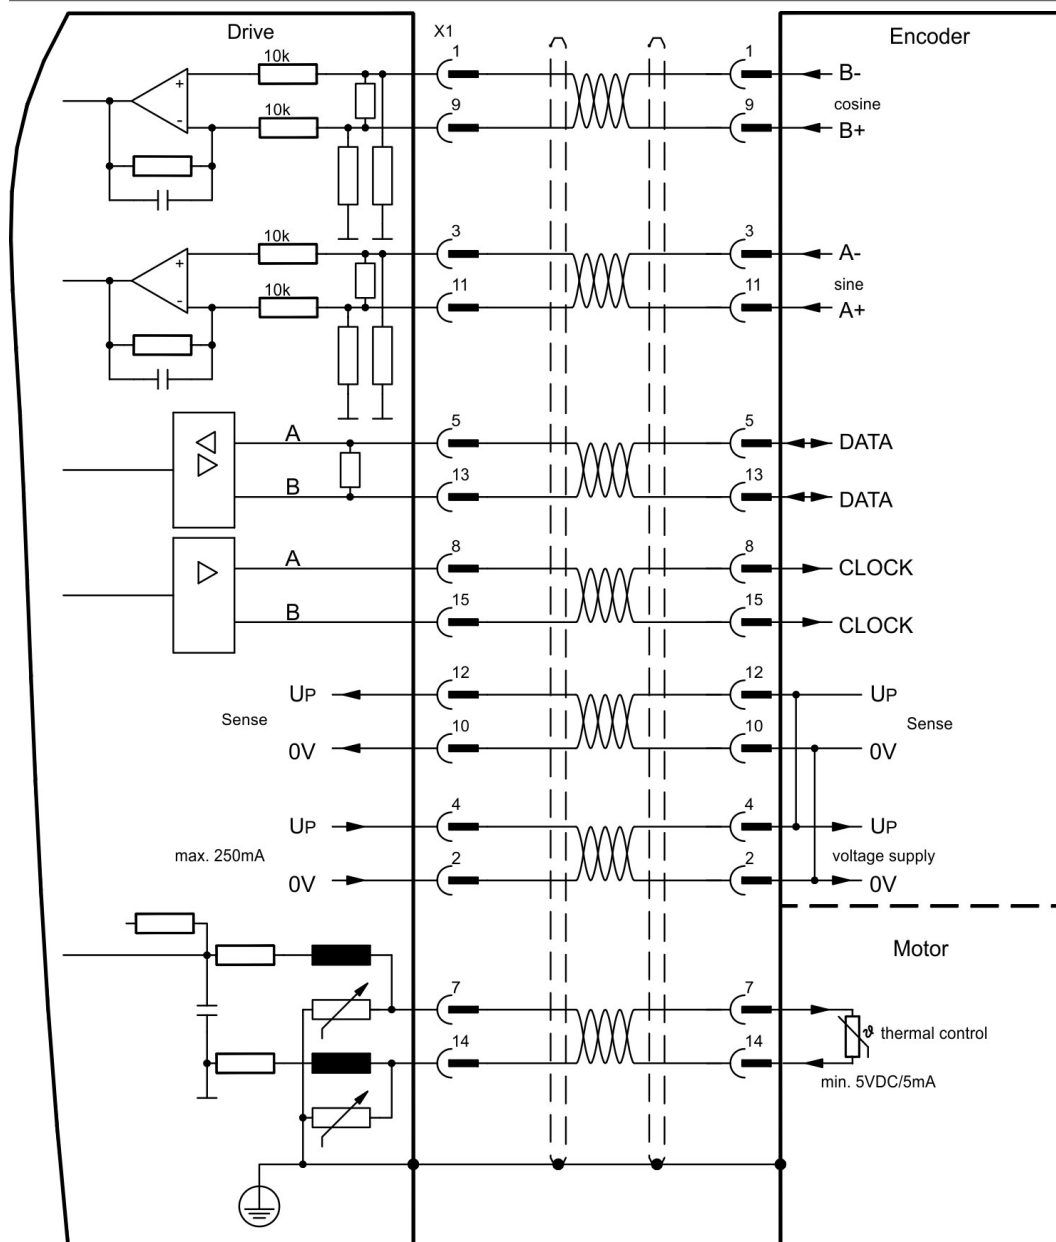 Drive
X1
Encoder
10k
1
1
B-
cosine
10k
9
9
B+
+
-
10k
3
3
A-
sine
10k
11
11
A+
+
-
A
5
5
DATA
B
13
13
DATA
A
8
8
CLOCK
B
15
15
CLOCK
UP
12
12
UP
Sense
Sense
0V
10
10
0V
UP
4
4
UP
max. 250mA
voltage supply
0V
2
2
0V
Motor
7
7
ϑ thermal control
14
14
min. 5VDC/5mA